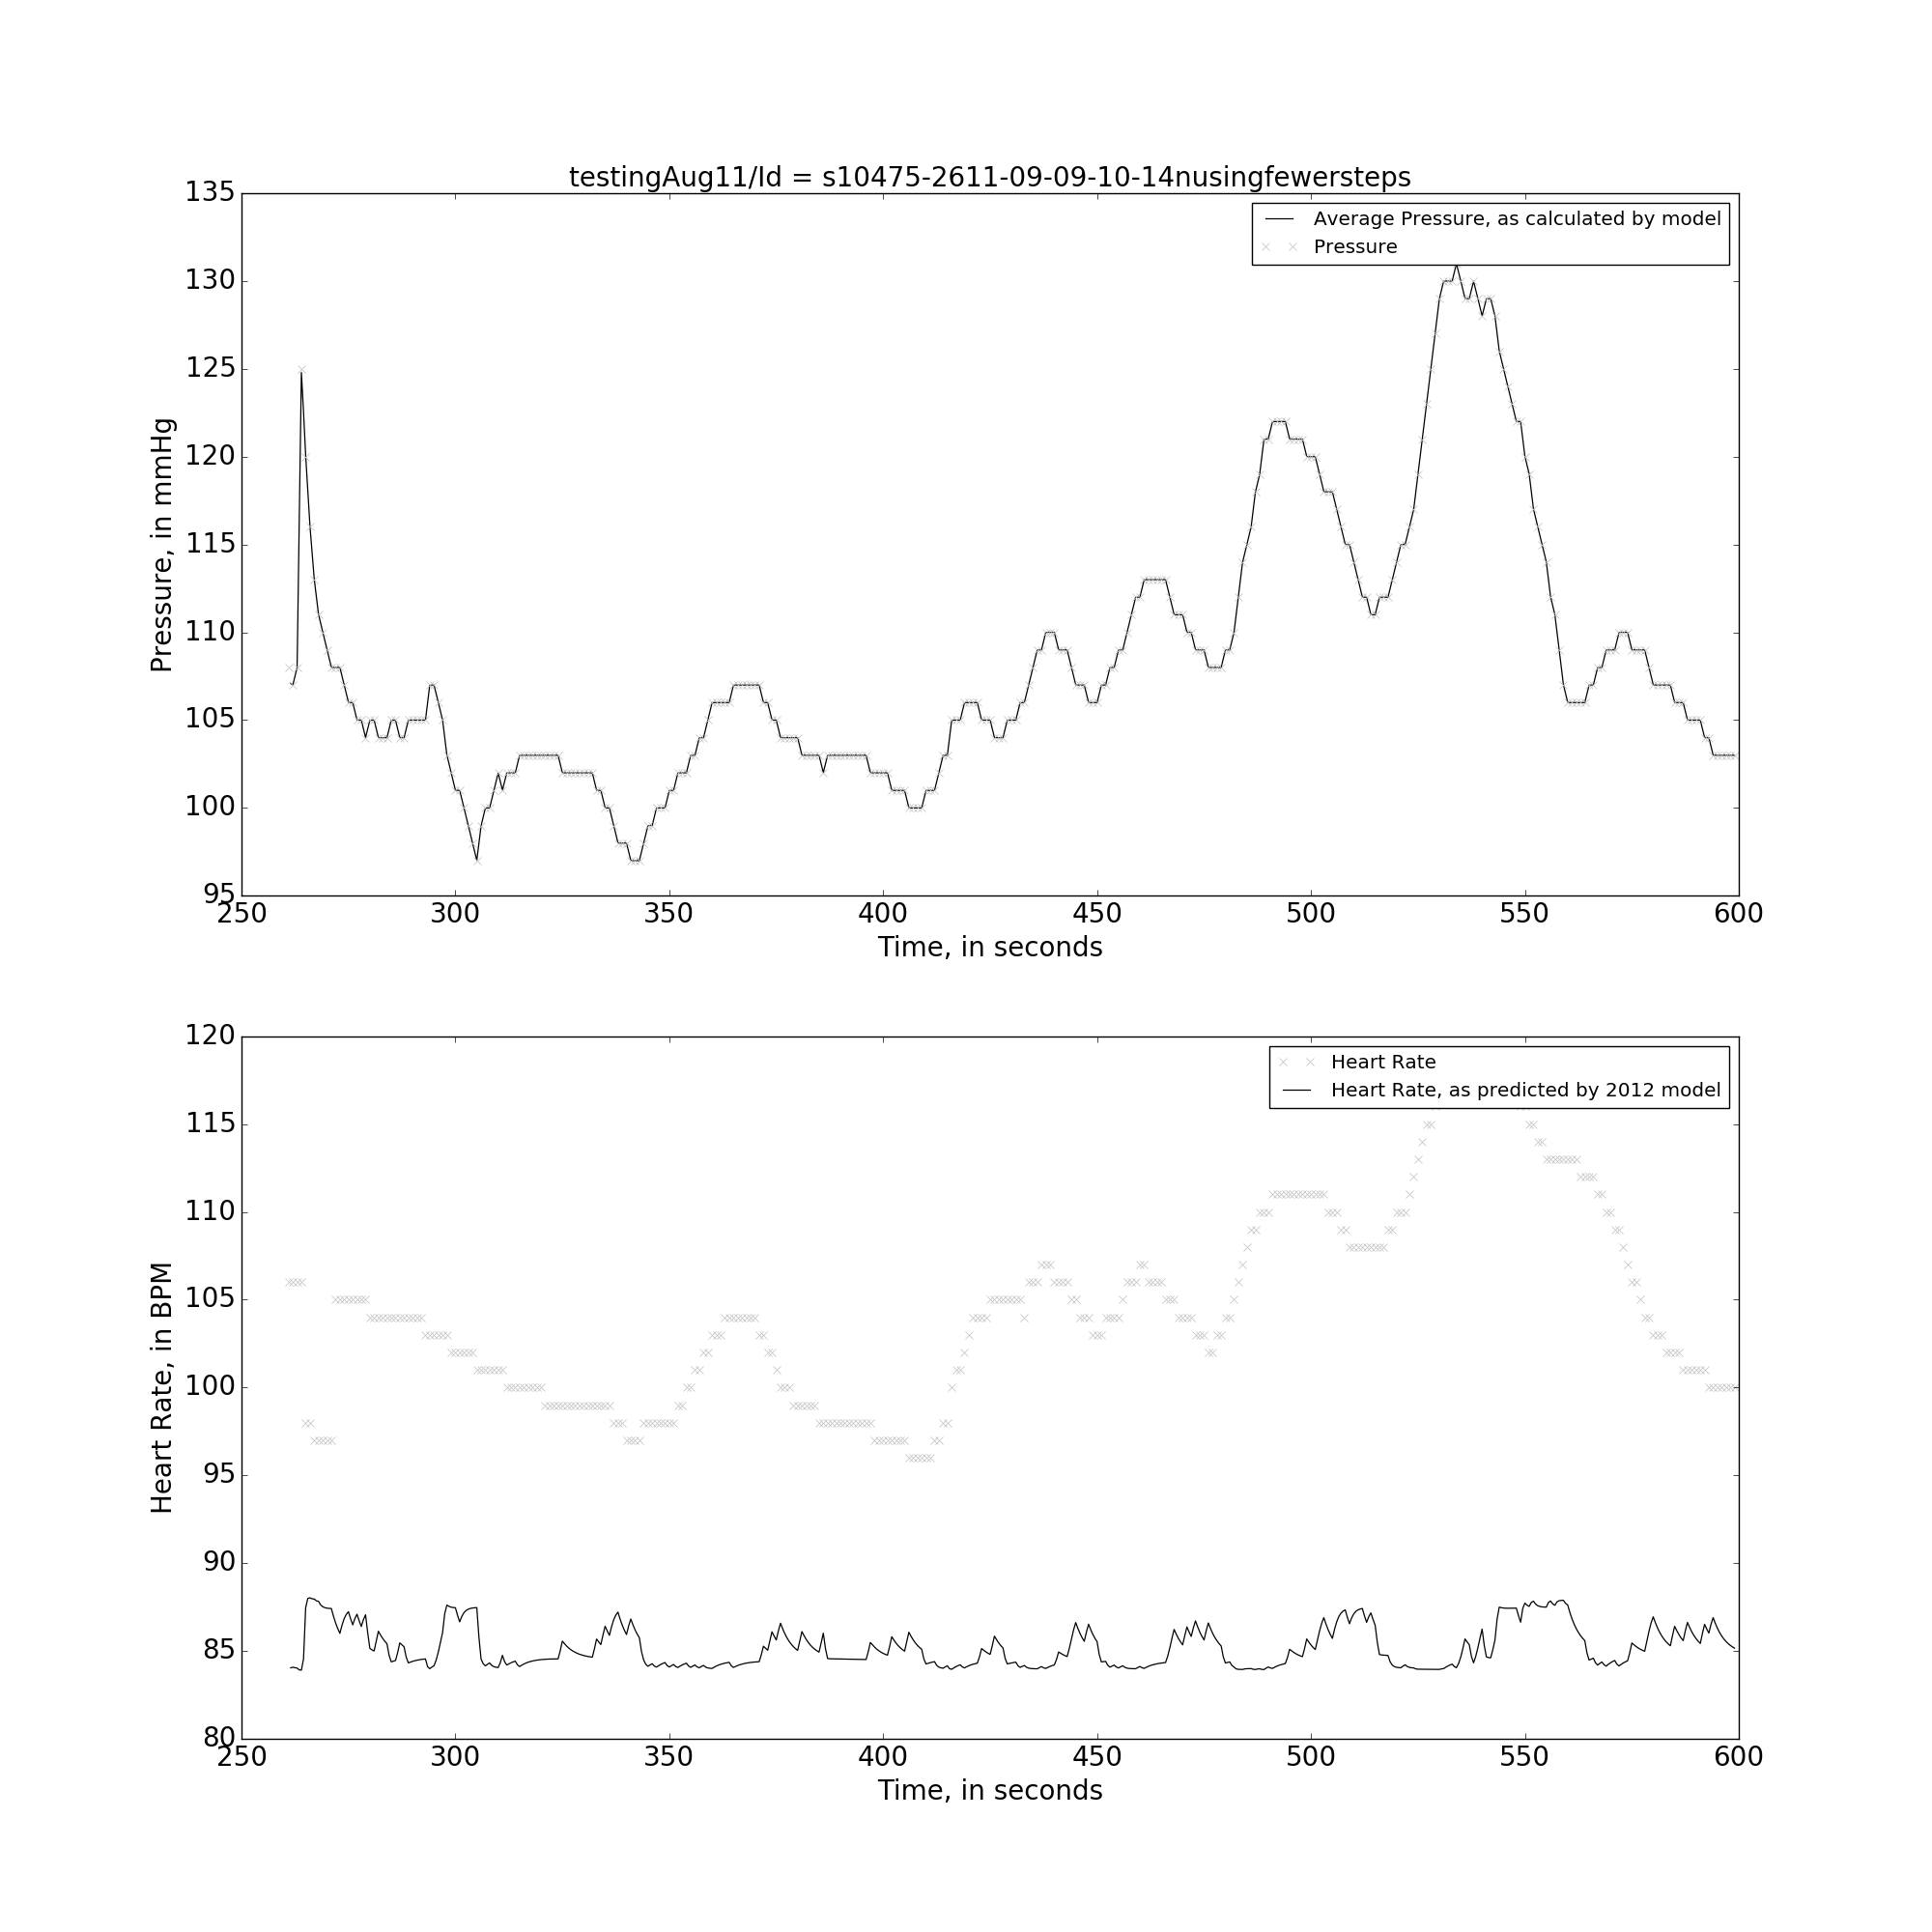 testingAug11/Id = s10475-2611-09-09-10-14nusingfewersteps
135
130
125
120
115
110
105
100
95
Pressure, in mmHg
Average Pressure, as calculated by model
Pressure
250 300 350 400 450 500 550 600
Time, in seconds
120
115
110
105
100
95
90
85
80
Heart Rate, in BPM
Heart Rate
Heart Rate, as predicted by 2012 model
250 300 350 400 450 500 550 600
Time, in seconds